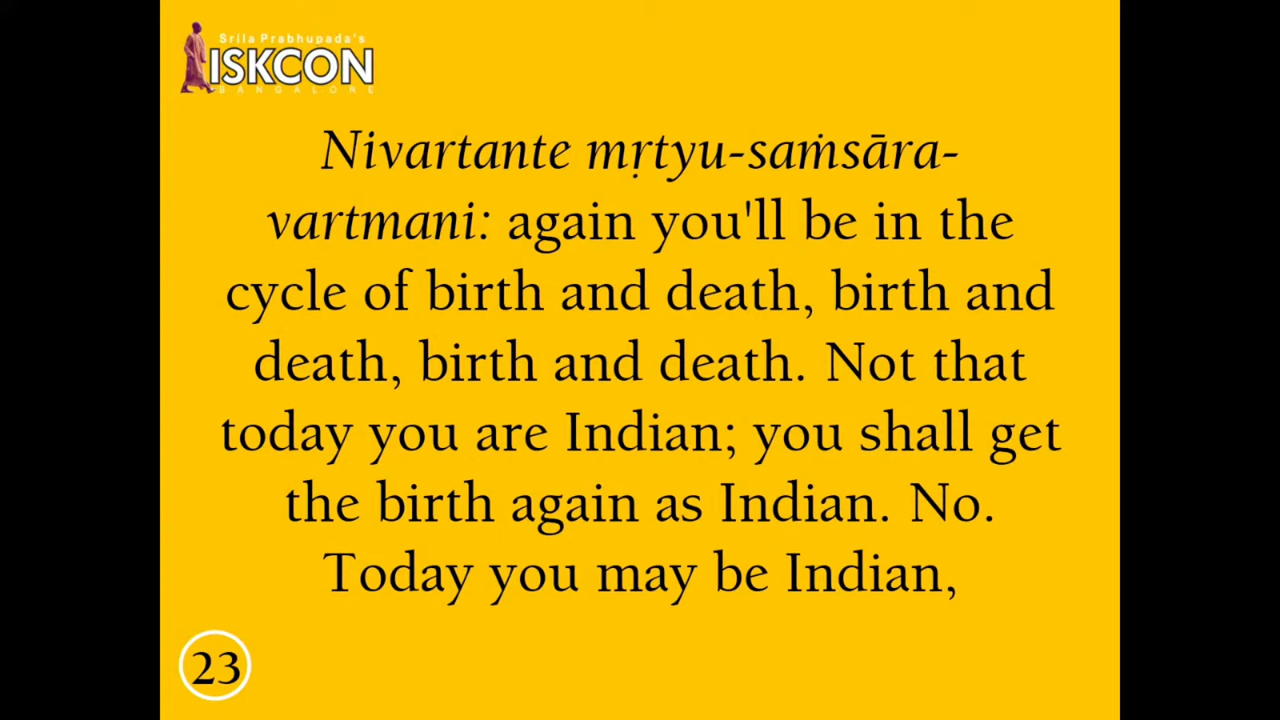 Srila Prabhupada's
ISKCON
BANGALORE
Nivartante mṛtyu-saṁsāra-
vartmani: again you'll be in the
cycle of birth and death, birth and
death, birth and death. Not that
today you are Indian; you shall get
the birth again as Indian. No.
Today you may be Indian,
23